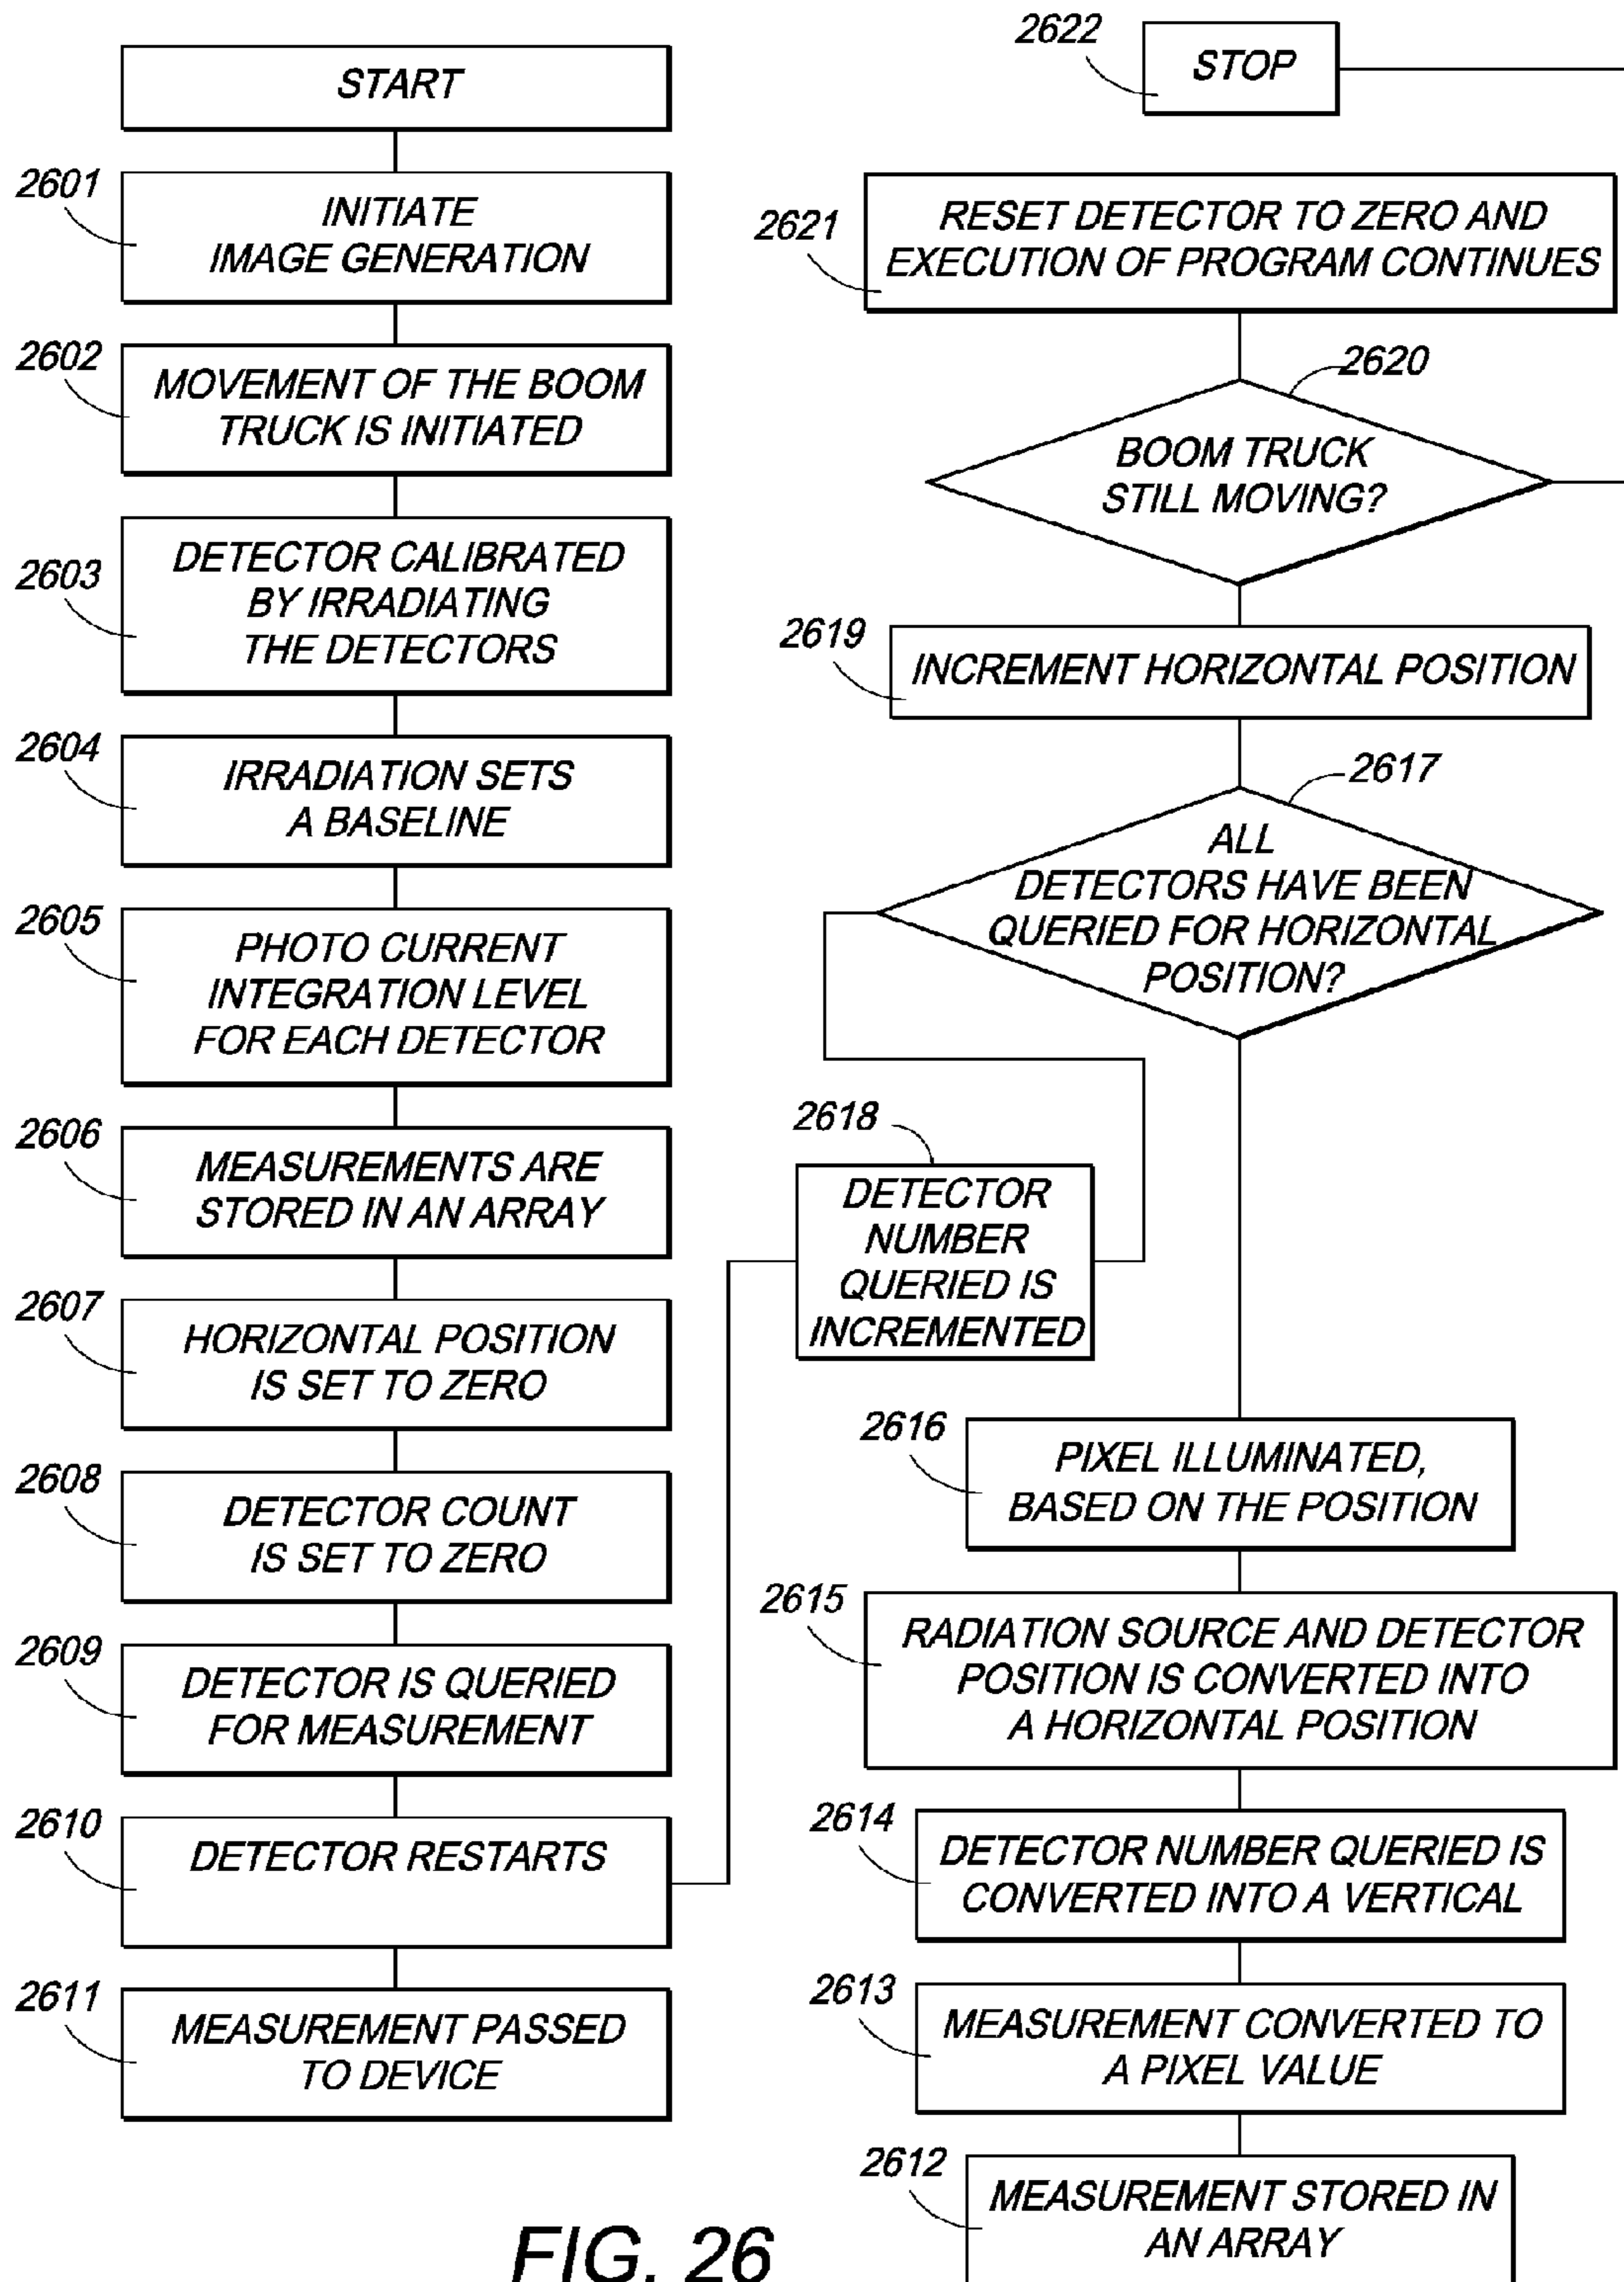 START
2601
INITIATE
IMAGE GENERATION
2602
MOVEMENT OF THE BOOM
TRUCK IS INITIATED
2603
DETECTOR CALIBRATED
BY IRRADIATING
THE DETECTORS
2604
IRRADIATION SETS
A BASELINE
2605
PHOTO CURRENT
INTEGRATION LEVEL
FOR EACH DETECTOR
2606
MEASUREMENTS ARE
STORED IN AN ARRAY
2607
HORIZONTAL POSITION
IS SET TO ZERO
2608
DETECTOR COUNT
IS SET TO ZERO
2609
DETECTOR IS QUERIED
FOR MEASUREMENT
2610
DETECTOR RESTARTS
2611
MEASUREMENT PASSED
TO DEVICE
2622
STOP
2621
RESET DETECTOR TO ZERO AND
EXECUTION OF PROGRAM CONTINUES
2620
BOOM TRUCK
STILL MOVING?
2619
INCREMENT HORIZONTAL POSITION
2617
ALL
DETECTORS HAVE BEEN
QUERIED FOR HORIZONTAL
POSITION?
2618
DETECTOR
NUMBER
QUERIED IS
INCREMENTED
2616
PIXEL ILLUMINATED,
BASED ON THE POSITION
2615
RADIATION SOURCE AND DETECTOR
POSITION IS CONVERTED INTO
A HORIZONTAL POSITION
2614
DETECTOR NUMBER QUERIED IS
CONVERTED INTO A VERTICAL
2613
MEASUREMENT CONVERTED TO
A PIXEL VALUE
2612
MEASUREMENT STORED IN
AN ARRAY
FIG. 26